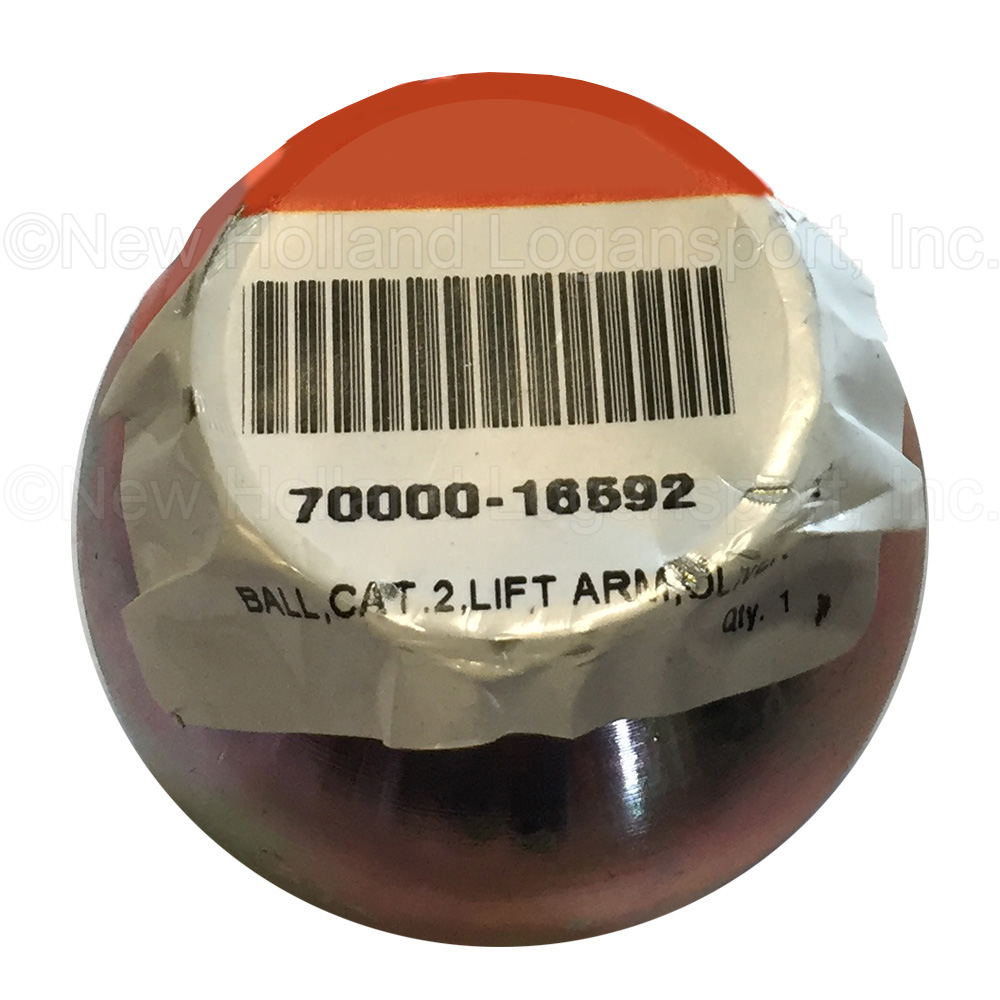 ©New Holland Logansport, Inc.
70000-16592
©New Holland Logansport, Inc.
BALL,CAT.2,LIFT ARM,
Qty. 1